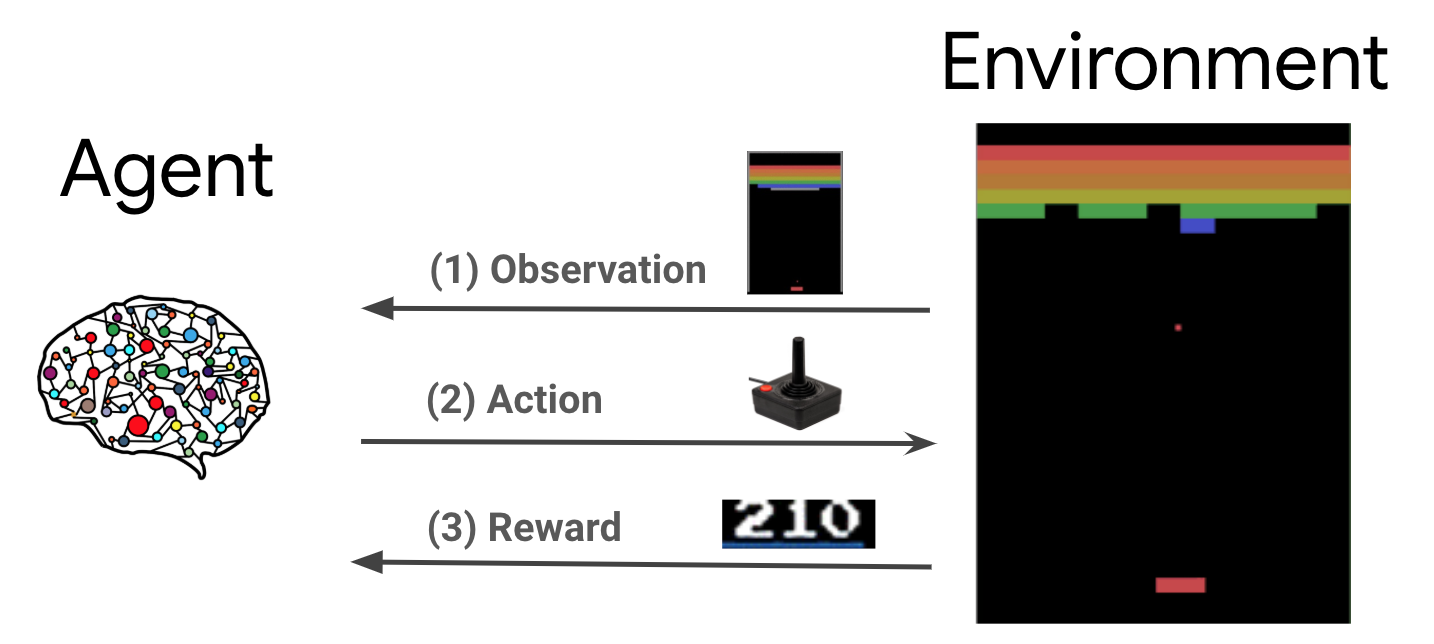 Environment
Agent
(1) Observation
(2) Action
(3) Reward
210